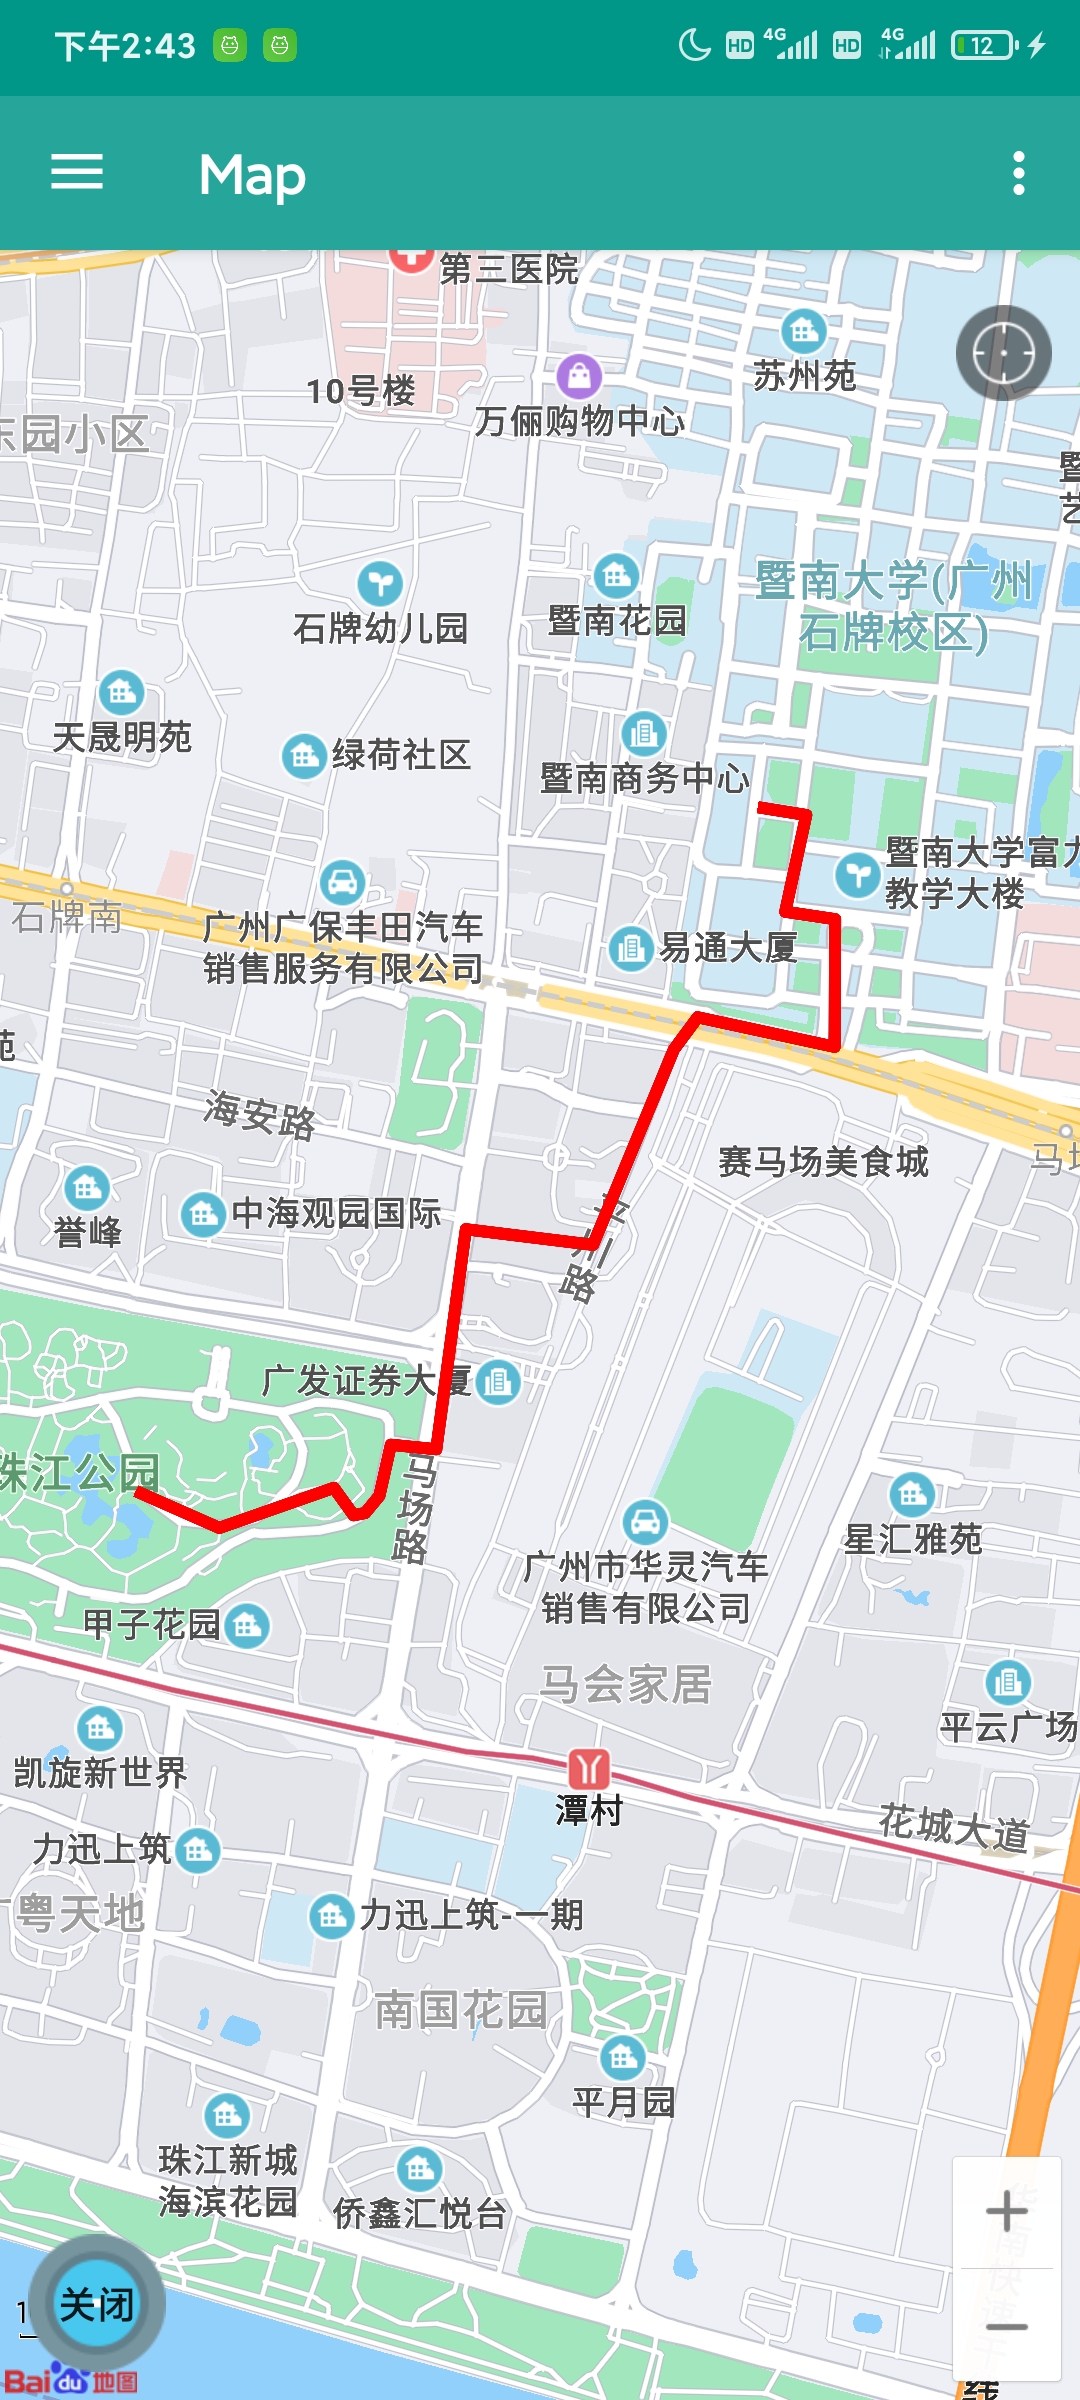 下午2:43
HD 4G HD 4G 12
Map
第三医院
苏州苑
10号楼
万俪购物中心
东园小区
暨
艺
暨南大学(广州
石牌校区)
石牌幼儿园
暨南花园
天晟明苑
绿荷社区
暨南商务中心
暨南大学富力
教学大楼
石牌南
广州广保丰田汽车
销售服务有限公司
易通大厦
苑
海安路
赛马场美食城
马场
誉峰
中海观园国际
路
广发证券大厦
珠江公园
马场路
星汇雅苑
广州市华灵汽车
销售有限公司
甲子花园
马会家居
平云广场
凯旋新世界
潭村
花城大道
力迅上筑
粤天地
力迅上筑-一期
南国花园
平月园
珠江新城
海滨花园
侨鑫汇悦台
+
−
关闭
1
Bai du 地图
线